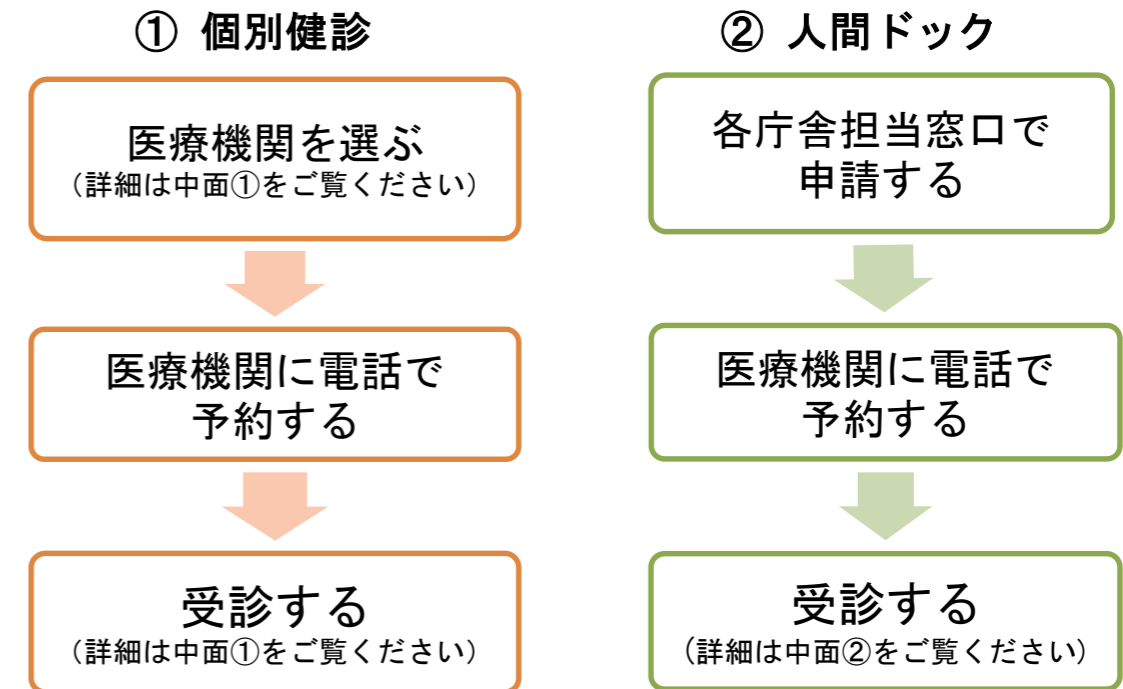 ① 個別健診
医療機関を選ぶ
（詳細は中面①をご覧ください）
医療機関に電話で
予約する
受診する
（詳細は中面①をご覧ください）
② 人間ドック
各庁舎担当窓口で
申請する
医療機関に電話で
予約する
受診する
（詳細は中面②をご覧ください）